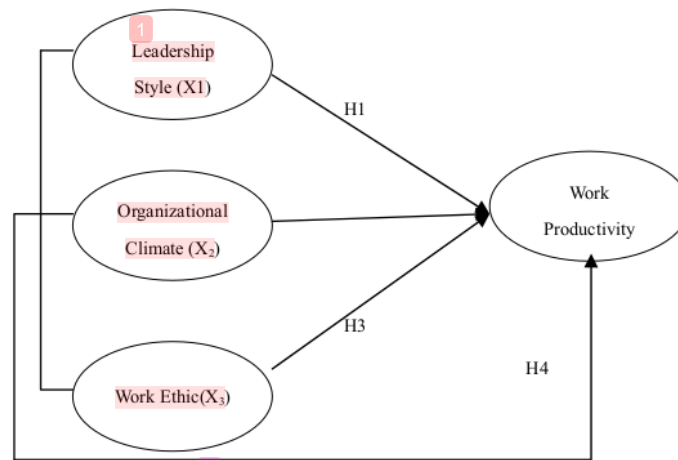 1
Leadership
Style (X1)
H1
Organizational
Climate (X₂)
Work
Productivity
H3
Work Ethic(X₃)
H4